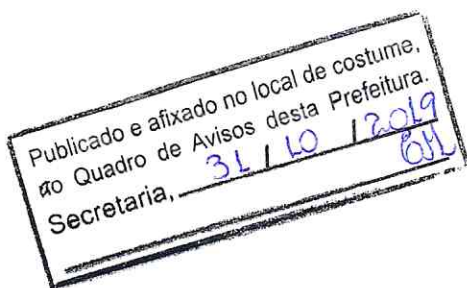 Publicado e afixado no local de costume,
no Quadro de Avisos desta Prefeitura.
Secretaria, 31 / 10 / 2019